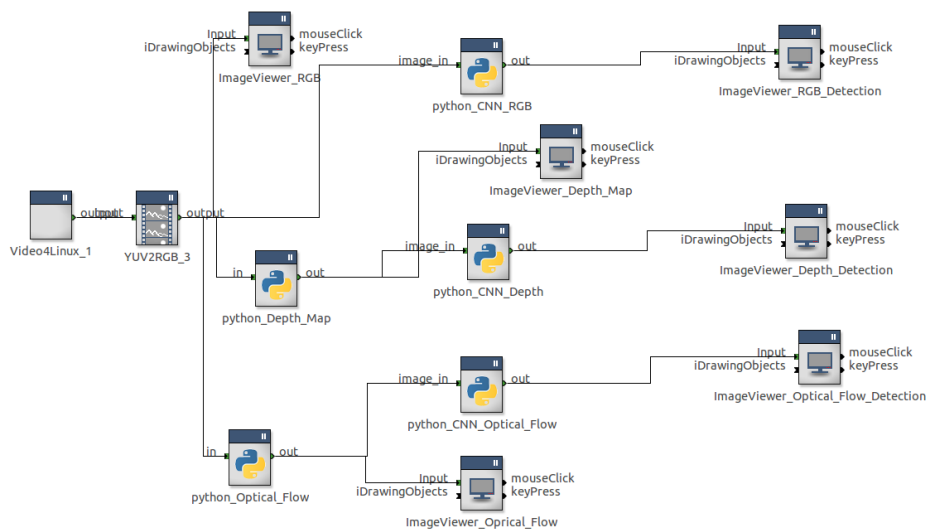 Input
iDrawingObjects
mouseClick
keyPress
ImageViewer_RGB
image_in
out
python_CNN_RGB
Input
iDrawingObjects
mouseClick
keyPress
ImageViewer_RGB_Detection
Input
iDrawingObjects
mouseClick
keyPress
ImageViewer_Depth_Map
output
input
output
Video4Linux_1
YUV2RGB_3
in
out
python_Depth_Map
image_in
out
python_CNN_Depth
Input
iDrawingObjects
mouseClick
keyPress
ImageViewer_Depth_Detection
image_in
out
python_CNN_Optical_Flow
Input
iDrawingObjects
mouseClick
keyPress
ImageViewer_Optical_Flow_Detection
in
out
python_Optical_Flow
Input
iDrawingObjects
mouseClick
keyPress
ImageViewer_Oprical_Flow